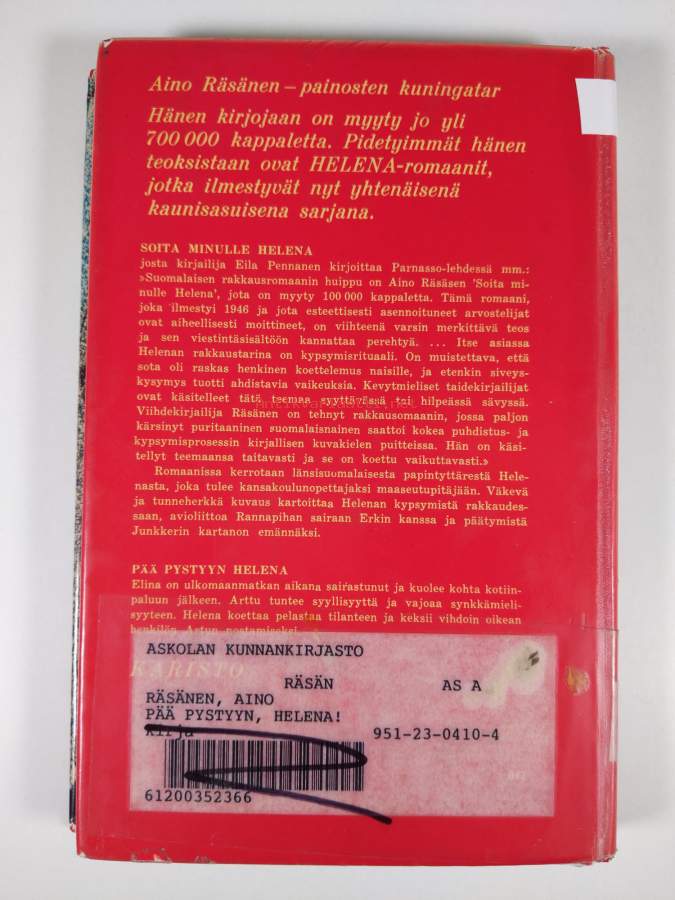 Aino Räsänen – painosten kuningatar
Hänen kirjojaan on myyty jo yli
700 000 kappaletta. Pidetyimmät hänen
teoksistaan ovat HELENA-romaanit,
jotka ilmestyvät nyt yhtenäisenä
kaunisasuisena sarjana.
SOITA MINULLE HELENA
josta kirjailija Eila Pennanen kirjoittaa Parnasso-lehdessä mm.:
»Suomalaisen rakkausromaanin huippu on Aino Räsäsen 'Soita mi-
nulle Helena', jota on myyty 100 000 kappaletta. Tämä romaani,
joka ilmestyi 1946 ja jota esteettisesti asennoituneet arvostelijat
ovat aiheellisesti moittineet, on viihteenä varsin merkittävä teos
ja sen viestintäsisältöön kannattaa perehtyä. ... Itse asiassa
Helenan rakkaustarina on kypsymisrituaali. On muistettava, että
sota oli raskas henkinen koettelemus naisille, ja etenkin siveys-
kysymys tuotti ahdistavia vaikeuksia. Kevytmieliset taidekirjailijat
ovat käsitelleet tätä teemaa syyttävässä tai hilpeässä sävyssä.
Viihdekirjailija Räsänen on tehnyt rakkausomaanin, jossa paljon
kärsinyt puritaaninen suomalaisnainen saattoi kokea puhdistus- ja
kypsymisprosessin kirjallisen kuvakielen puitteissa. Hän on käsi-
tellyt teemaansa taitavasti ja se on koettu vaikuttavasti.»
Romaanissa kerrotaan länsisuomalaisesta papintyttärestä Hele-
nasta, joka tulee kansakoulunopettajaksi maaseutupitäjään. Väkevä
ja tunneherkkä kuvaus kartoittaa Helenan kypsymistä rakkaudes-
saan, avioliittoa Rannapihan sairaan Erkin kanssa ja päätymistä
Junkkerin kartanon emännäksi.
PÄÄ PYSTYYN HELENA
Elina on ulkomaanmatkan aikana sairastunut ja kuolee kohta kotiin-
paluun jälkeen. Arttu tuntee syyllisyyttä ja vajoaa synkkämieli-
syyteen. Helena koettaa pelastaa tilanteen ja keksii vihdoin oikean
ASKOLAN KUNNANKIRJASTO
KARISTO
RÄSÄN AS A
RÄSÄNEN, AINO
PÄÄ PYSTYYN, HELENA!
kirja 951-23-0410-4
61200352366